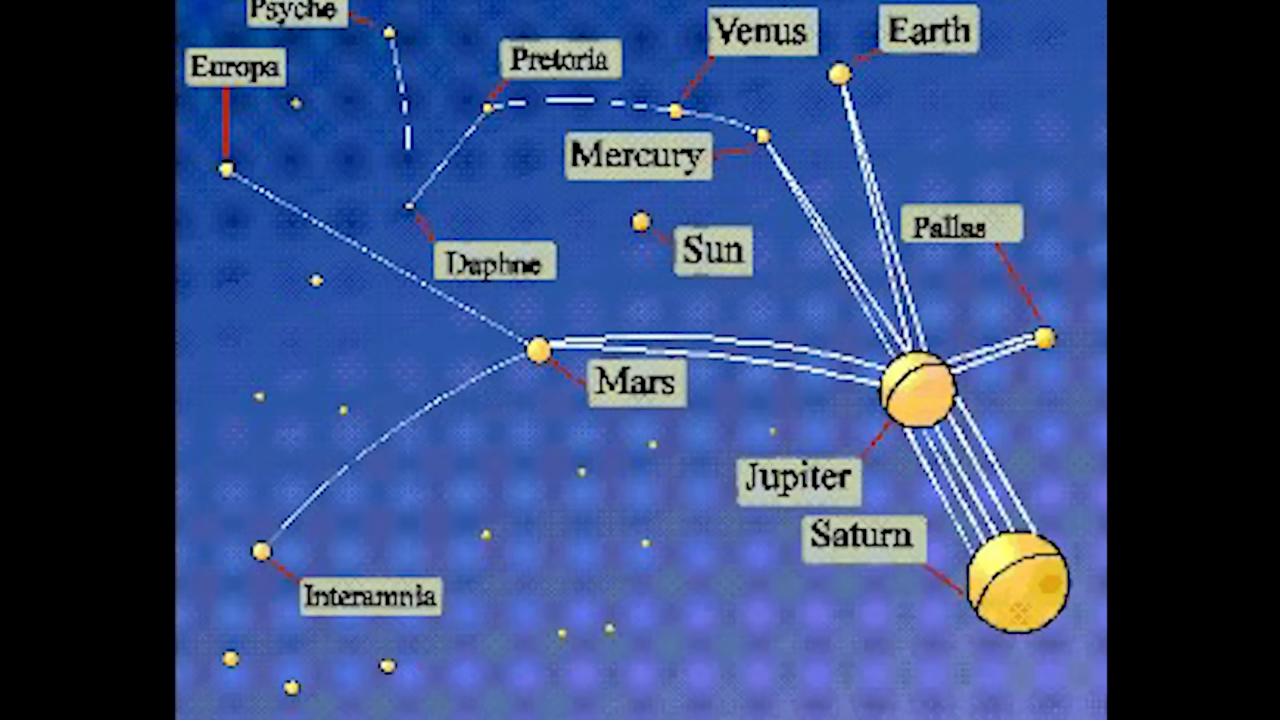 Psyche
Venus
Earth
Pretoria
Europa
Mercury
Pallas
Sun
Daphne
Mars
Jupiter
Saturn
Interamnia